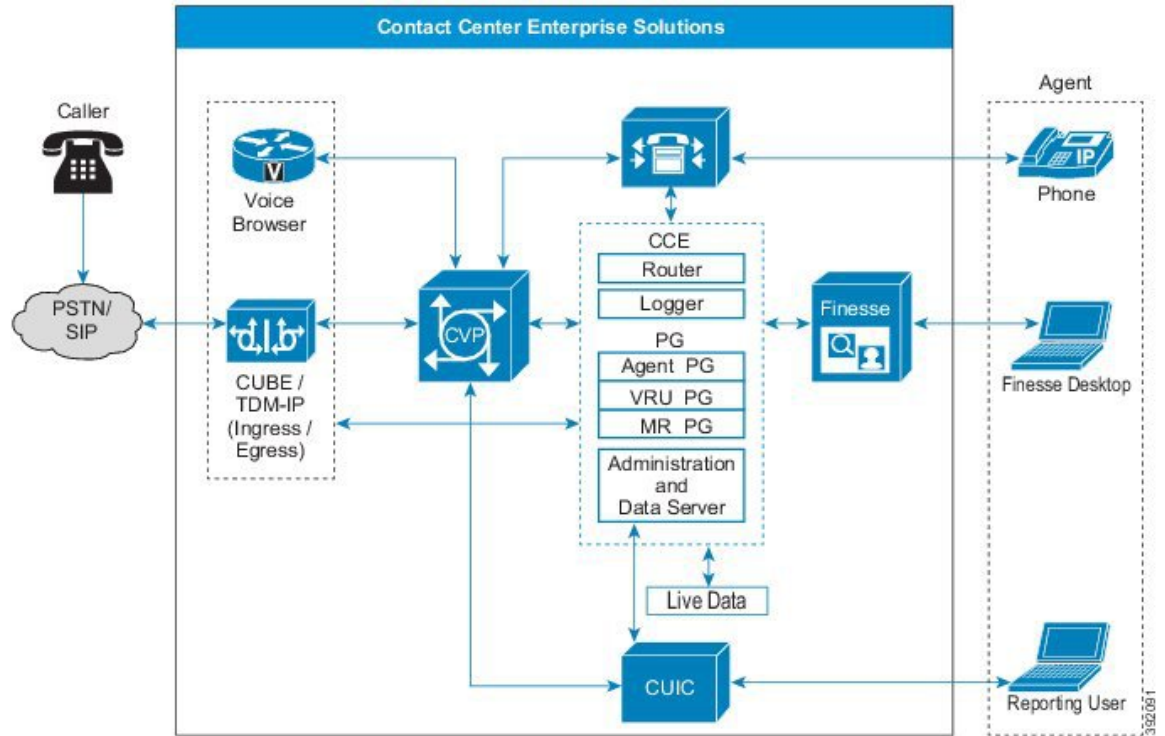 Contact Center Enterprise Solutions
Caller
Agent
V
Voice
Browser
IP
Phone
CCE
Router
Logger
PSTN/
SIP
CVP
Finesse
PG
Agent PG
VRU PG
MR PG
CUBE /
TDM-IP
(Ingress /
Egress)
Finesse Desktop
Administration
and
Data Server
Live Data
CUIC
Reporting User
392091